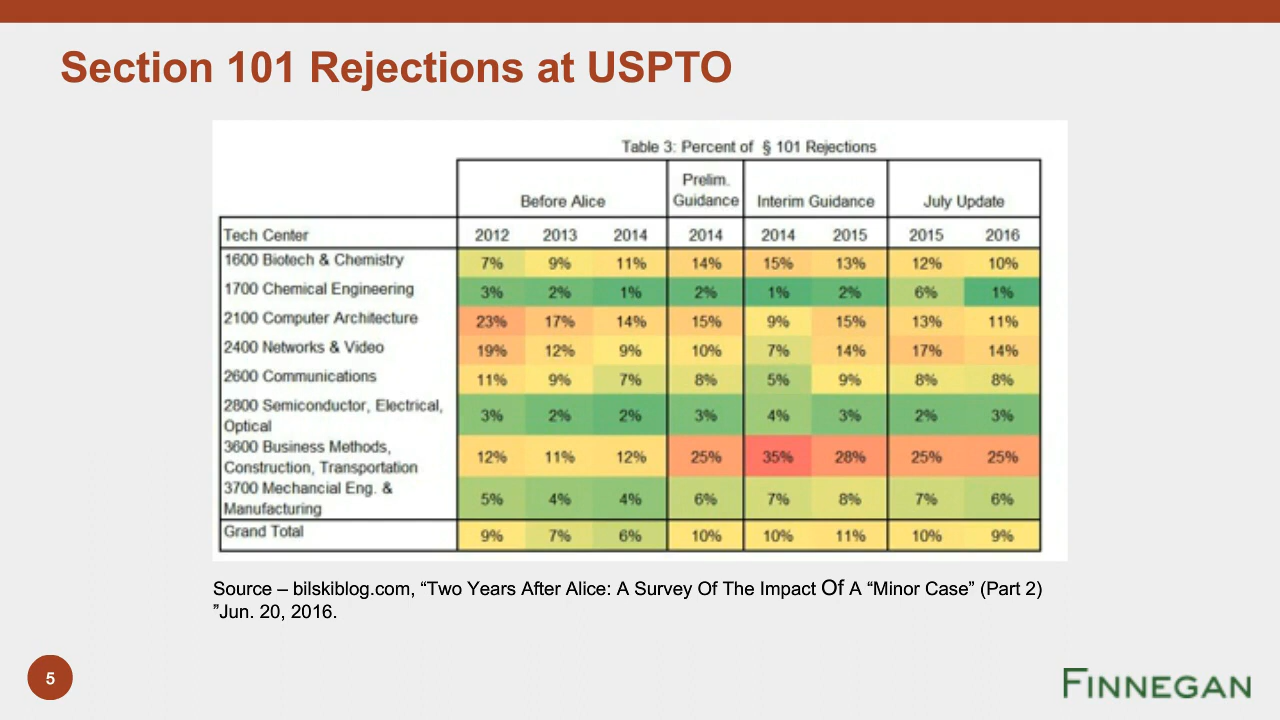 Section 101 Rejections at USPTO
Table 3: Percent of § 101 Rejections
Before Alice Prelim. Guidance Interim Guidance July Update
Tech Center 2012 2013 2014 2014 2014 2015 2015 2016
1600 Biotech & Chemistry 7% 9% 11% 14% 15% 13% 12% 10%
1700 Chemical Engineering 3% 2% 1% 2% 1% 2% 6% 1%
2100 Computer Architecture 23% 17% 14% 15% 9% 15% 13% 11%
2400 Networks & Video 19% 12% 9% 10% 7% 14% 17% 14%
2600 Communications 11% 9% 7% 8% 5% 9% 8% 8%
2800 Semiconductor, Electrical,
Optical 3% 2% 2% 3% 4% 3% 2% 3%
3600 Business Methods,
Construction, Transportation 12% 11% 12% 25% 35% 28% 25% 25%
3700 Mechancial Eng. &
Manufacturing 5% 4% 4% 6% 7% 8% 7% 6%
Grand Total 9% 7% 6% 10% 10% 11% 10% 9%
Source – bilskiblog.com, “Two Years After Alice: A Survey Of The Impact Of A “Minor Case” (Part 2)
”Jun. 20, 2016.
5
FINNEGAN